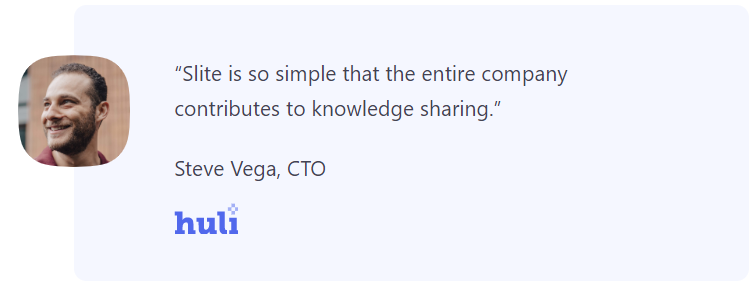 “Slite is so simple that the entire company
contributes to knowledge sharing.”
Steve Vega, CTO
huli